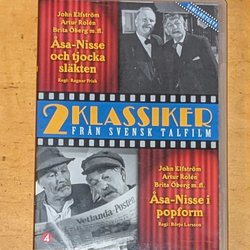 John Elfström
Artur Rolén
Brita Öberg m.fl.
Åsa-Nisse
och tjocka
släkten
Regi: Ragnar Frisk
2 KLASSIKER
FRÅN SVENSK TALFILM
John Elfström
Artur Rolén
Brita Öberg m.fl.
Åsa-Nisse i
popform
Regi: Börje Larsson
Vetlanda-Posten
4